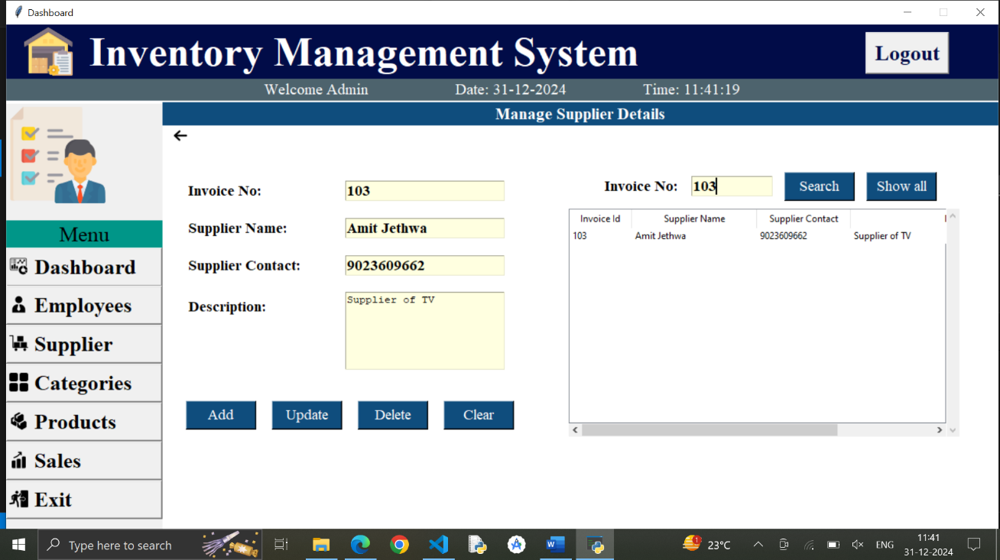 Dashboard
Inventory Management System
Logout
Welcome Admin Date: 31-12-2024 Time: 11:41:19
Manage Supplier Details
Menu
Dashboard
Employees
Supplier
Categories
Products
Sales
Exit
Invoice No: 103
Supplier Name: Amit Jethwa
Supplier Contact: 9023609662
Description: Supplier of TV
Add Update Delete Clear
Invoice No: 103 Search Show all
Invoice Id Supplier Name Supplier Contact
103 Amit Jethwa 9023609662 Supplier of TV
Type here to search
W
1
23°C
ENG
11:41
31-12-2024